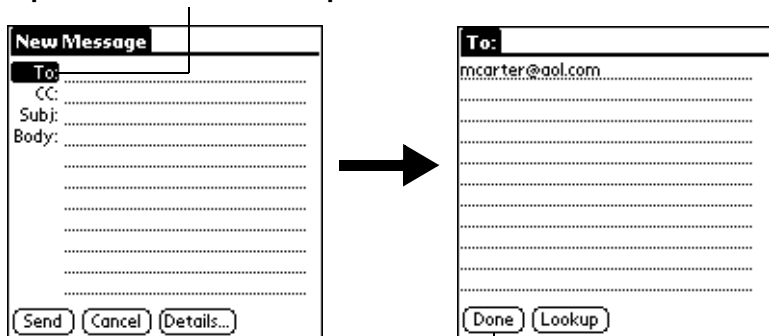 New Message
To:
CC:
Subj:
Body:
Send Cancel Details...
To:
mcarter@aol.com
Done Lookup